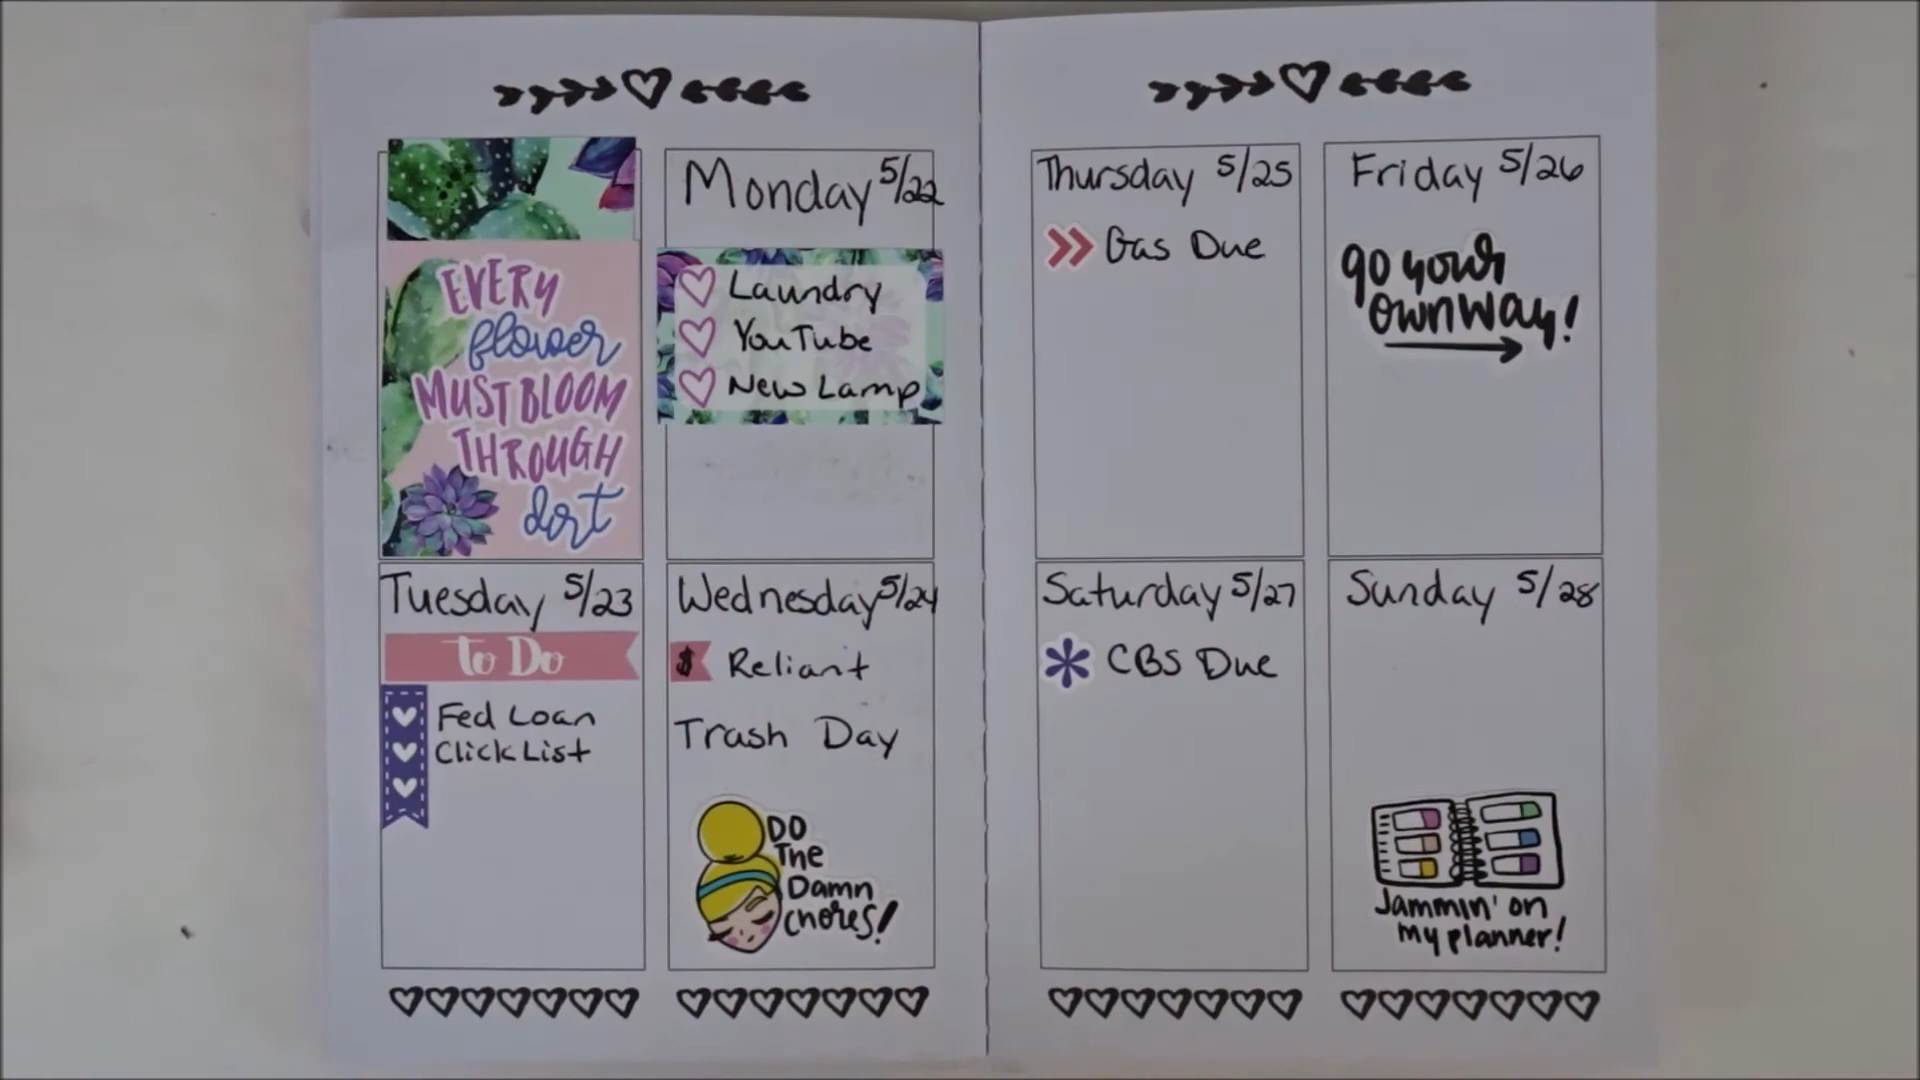 EVERY
flower
MUST BLOOM
THROUGH
dirt
Monday 5/22
Laundry
YouTube
New Lamp
Tuesday 5/23
to Do
Fed Loan
Click List
Wednesday 5/24
$ Reliant
Trash Day
DO
The
Damn
chores!
Thursday 5/25
Gas Due
Friday 5/26
go your
own way!
Saturday 5/27
CBS Due
Sunday 5/28
Jammin' on
my planner!